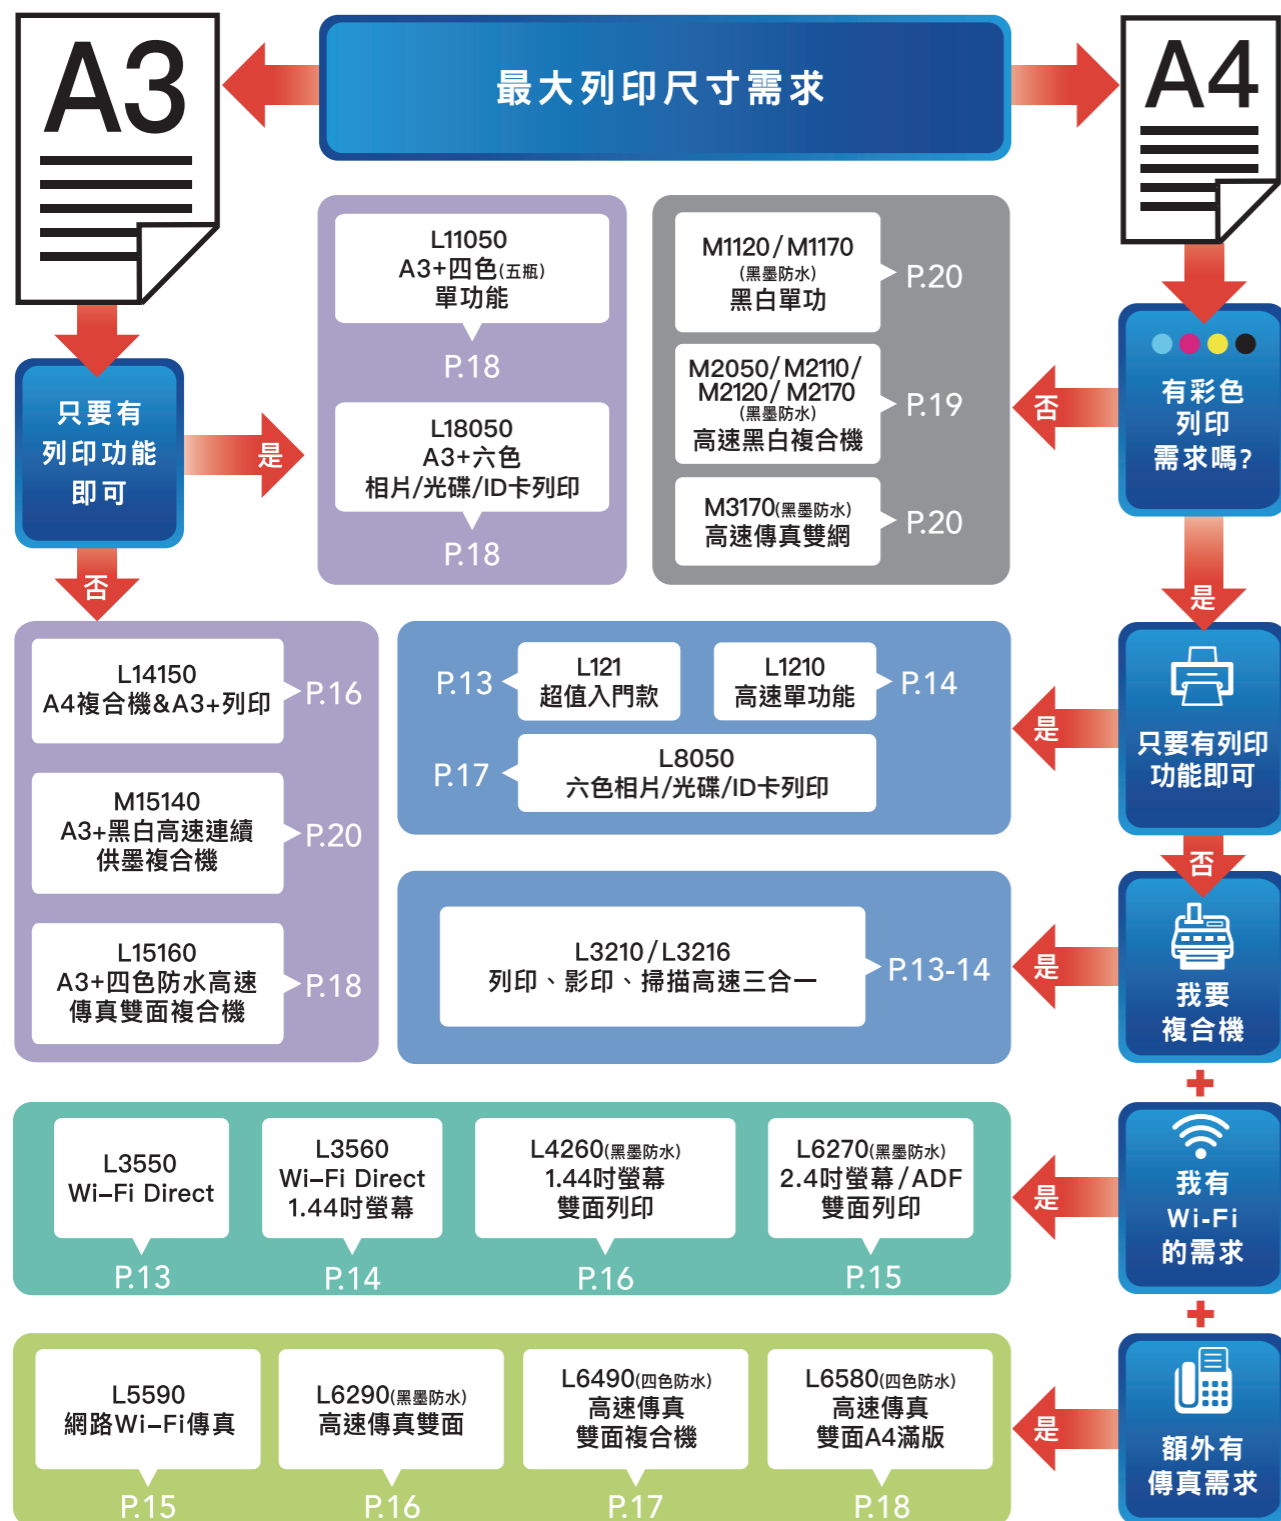 最大列印尺寸需求
A3
A4
只要有
列印功能
即可
是
否
L11050
A3+四色(五瓶)
單功能
P.18
L18050
A3+六色
相片/光碟/ID卡列印
P.18
M1120/M1170
(黑墨防水)
黑白單功
P.20
M2050/M2110/
M2120/M2170
(黑墨防水)
高速黑白複合機
P.19
M3170(黑墨防水)
高速傳真雙網
P.20
否
有彩色
列印
需求嗎?
是
L14150
A4複合機&A3+列印
P.16
M15140
A3+黑白高速連續
供墨複合機
P.20
L15160
A3+四色防水高速
傳真雙面複合機
P.18
P.13
L121
超值入門款
L1210
高速單功能
P.14
P.17
L8050
六色相片/光碟/ID卡列印
是
只要有列印
功能即可
否
L3210/L3216
列印、影印、掃描高速三合一
P.13-14
是
我要
複合機
+
L3550
Wi-Fi Direct
P.13
L3560
Wi-Fi Direct
1.44吋螢幕
P.14
L4260(黑墨防水)
1.44吋螢幕
雙面列印
P.16
L6270(黑墨防水)
2.4吋螢幕/ADF
雙面列印
P.15
是
我有
Wi-Fi
的需求
+
L5590
網路Wi-Fi傳真
P.15
L6290(黑墨防水)
高速傳真雙面
P.16
L6490(四色防水)
高速傳真
雙面複合機
P.17
L6580(四色防水)
高速傳真
雙面A4滿版
P.18
是
額外有
傳真需求